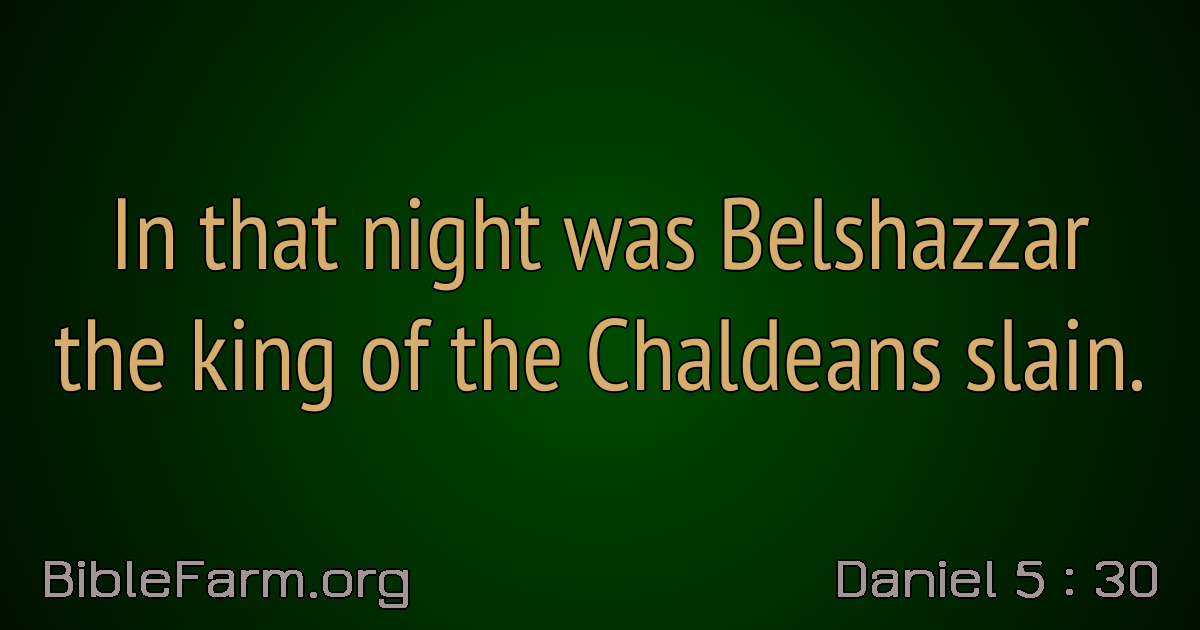 In that night was Belshazzar
the king of the Chaldeans slain.
BibleFarm.org
Daniel 5 : 30